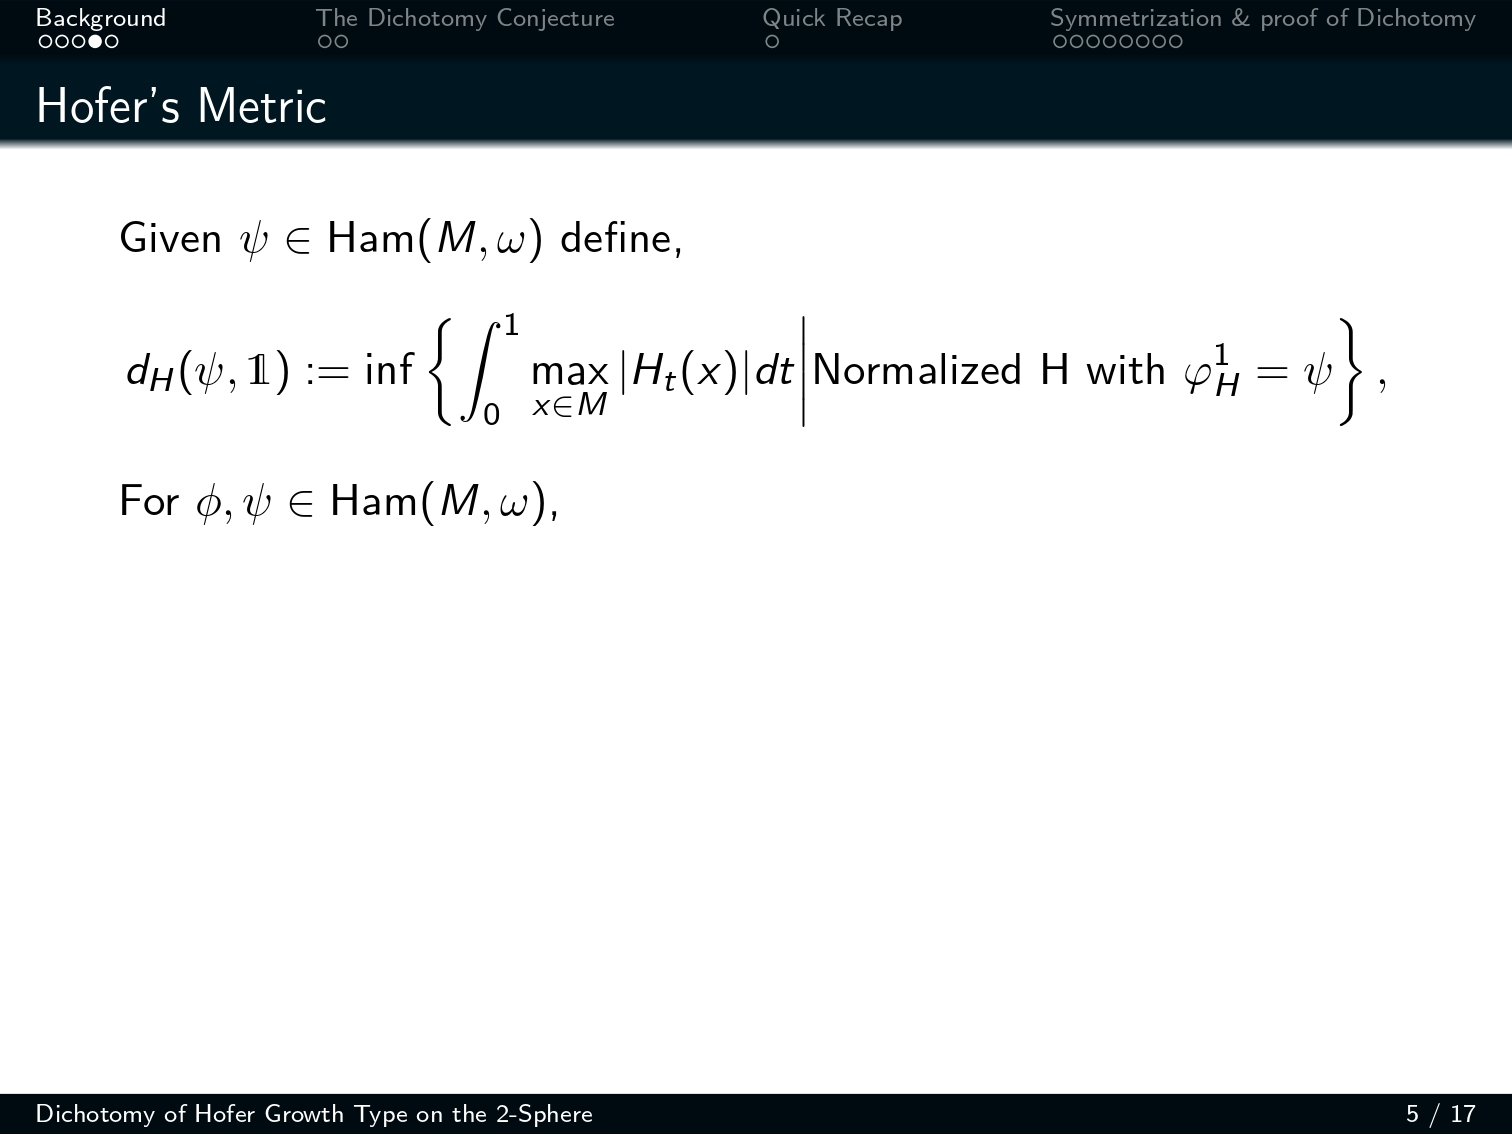 Background The Dichotomy Conjecture Quick Recap Symmetrization & proof of Dichotomy
Hofer's Metric
Given ψ ∈ Ham(M, ω) define,
d_H(ψ, 𝟙) := inf { ∫_0^1 max_{x∈M} |H_t(x)|dt | Normalized H with φ_H^1 = ψ } ,
For ϕ, ψ ∈ Ham(M, ω),
Dichotomy of Hofer Growth Type on the 2-Sphere 5 / 17